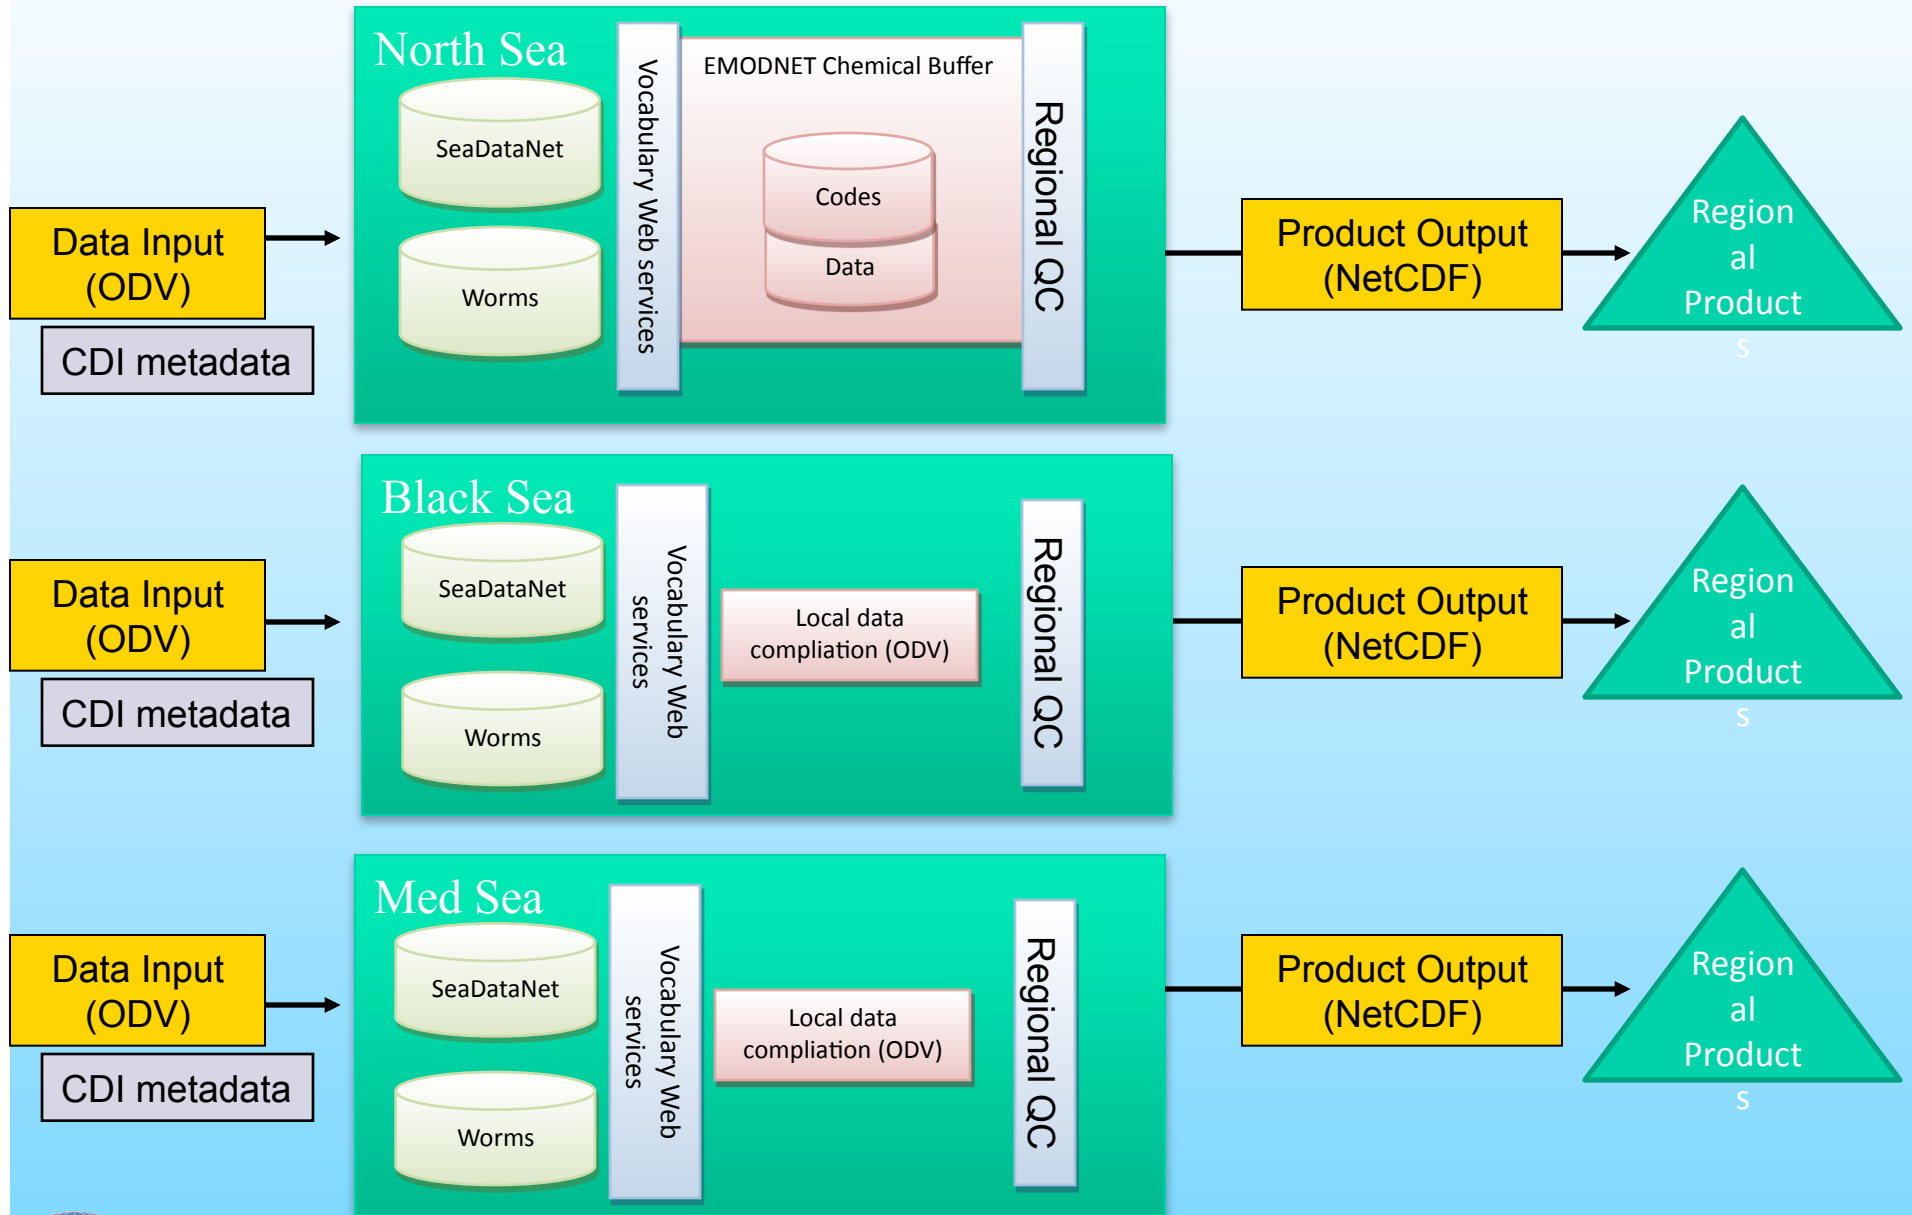 North Sea
SeaDataNet
Worms
Vocabulary Web services
EMODNET Chemical Buffer
Codes
Data
Regional QC
Data Input
(ODV)
CDI metadata
Product Output
(NetCDF)
Region
al
Product
s
Black Sea
SeaDataNet
Worms
Vocabulary Web
services
Local data
compliation (ODV)
Regional QC
Data Input
(ODV)
CDI metadata
Product Output
(NetCDF)
Region
al
Product
s
Med Sea
SeaDataNet
Worms
Vocabulary Web
services
Local data
compliation (ODV)
Regional QC
Data Input
(ODV)
CDI metadata
Product Output
(NetCDF)
Region
al
Product
s